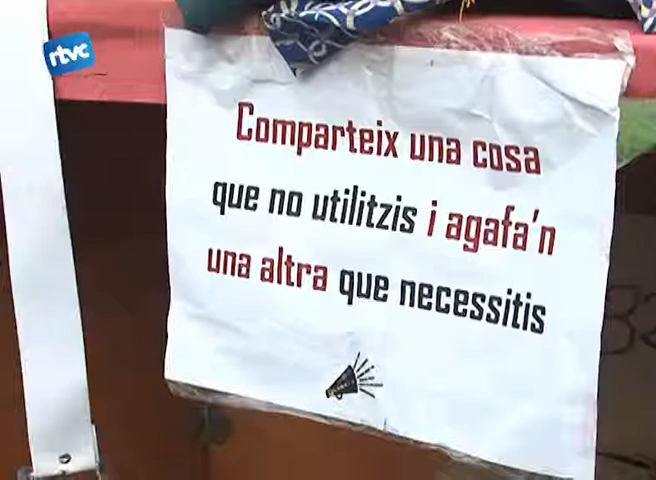 rtvc
Comparteix una cosa
que no utilitzis i agafa'n
una altra que necessitis